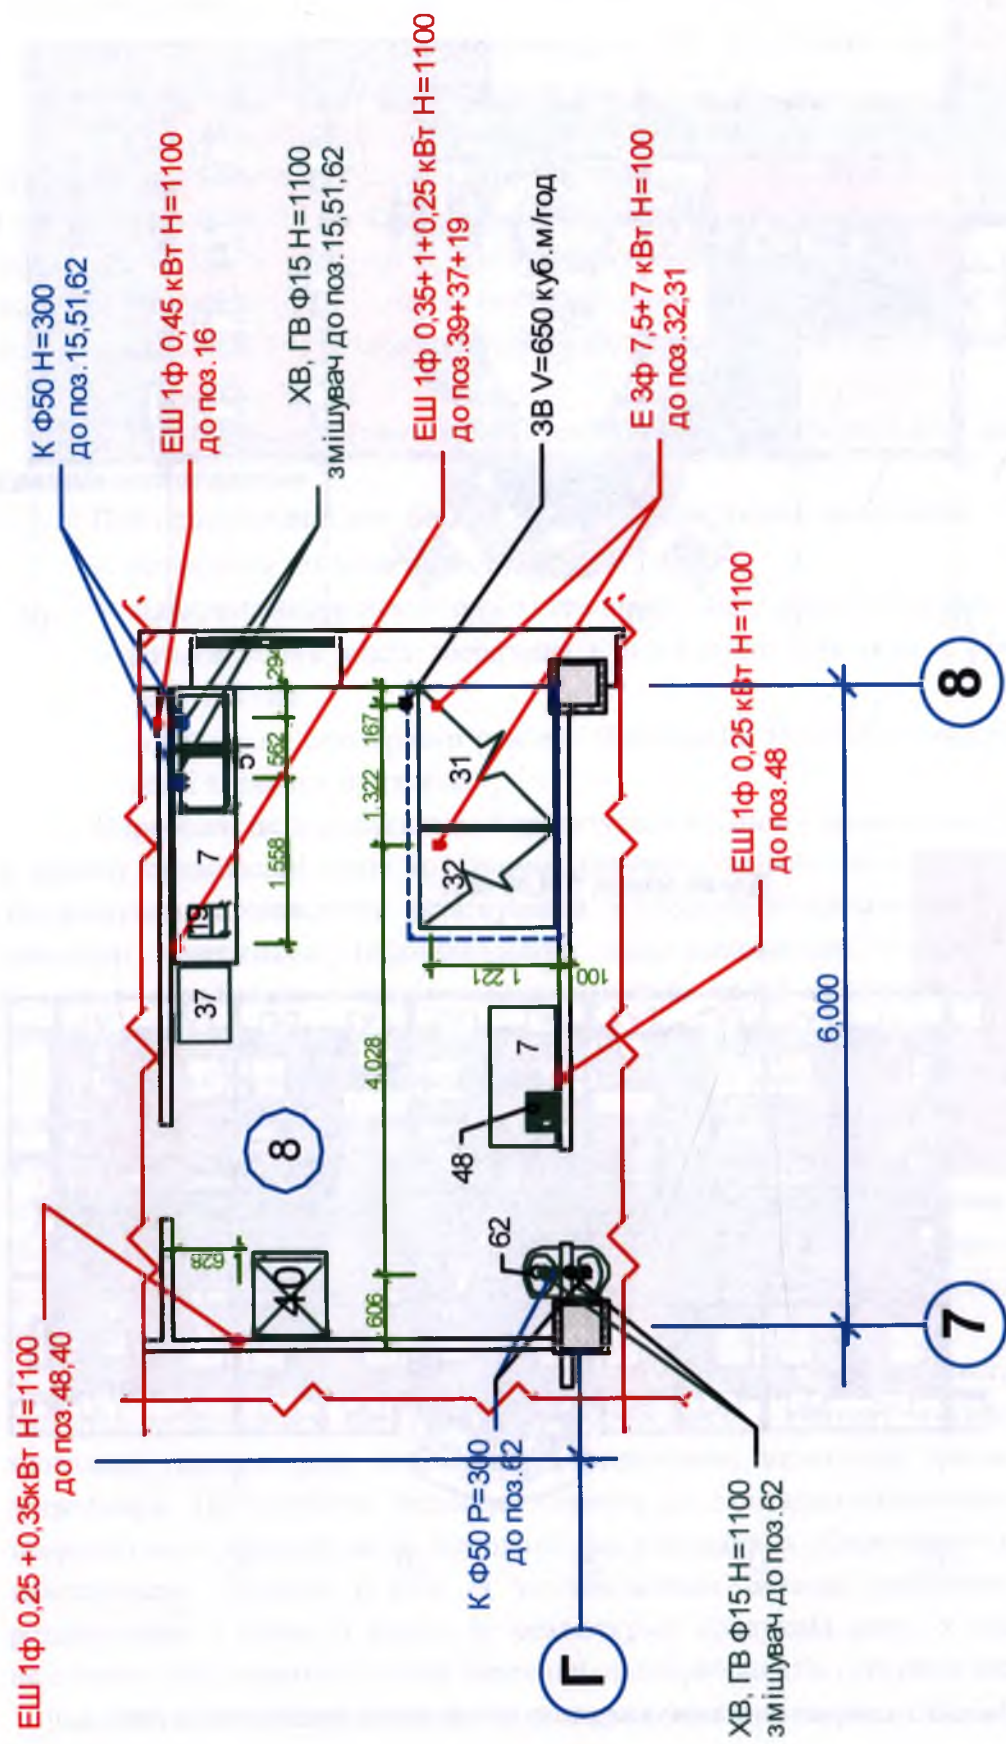 К Ф50 Н=300
до поз.15,51,62
ЕШ 1ф 0,45 кВт Н=1100
до поз.16
ХВ, ГВ Ф15 Н=1100
змішувач до поз.15,51,62
ЕШ 1ф 0,35+1+0,25 кВт Н=1100
до поз.39+37+19
ЗВ V=650 куб.м/год
Е 3ф 7,5+7 кВт Н=100
до поз.32,31
ЕШ 1ф 0,25 кВт Н=1100
до поз.48
ЕШ 1ф 0,25+0,35кВт Н=1100
до поз.48,40
К Ф50 Р=300
до поз.62
ХВ, ГВ Ф15 Н=1100
змішувач до поз.62
51
7
19
37
8
40
31
32
7
48
62
294
562
1.558
167
1.322
4.028
606
628
1.221
100
6,000
8
7
Г